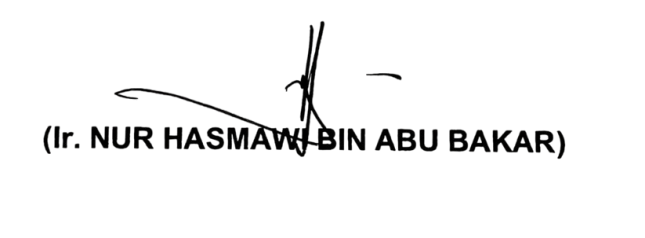 (Ir. NUR HASMAWI BIN ABU BAKAR)